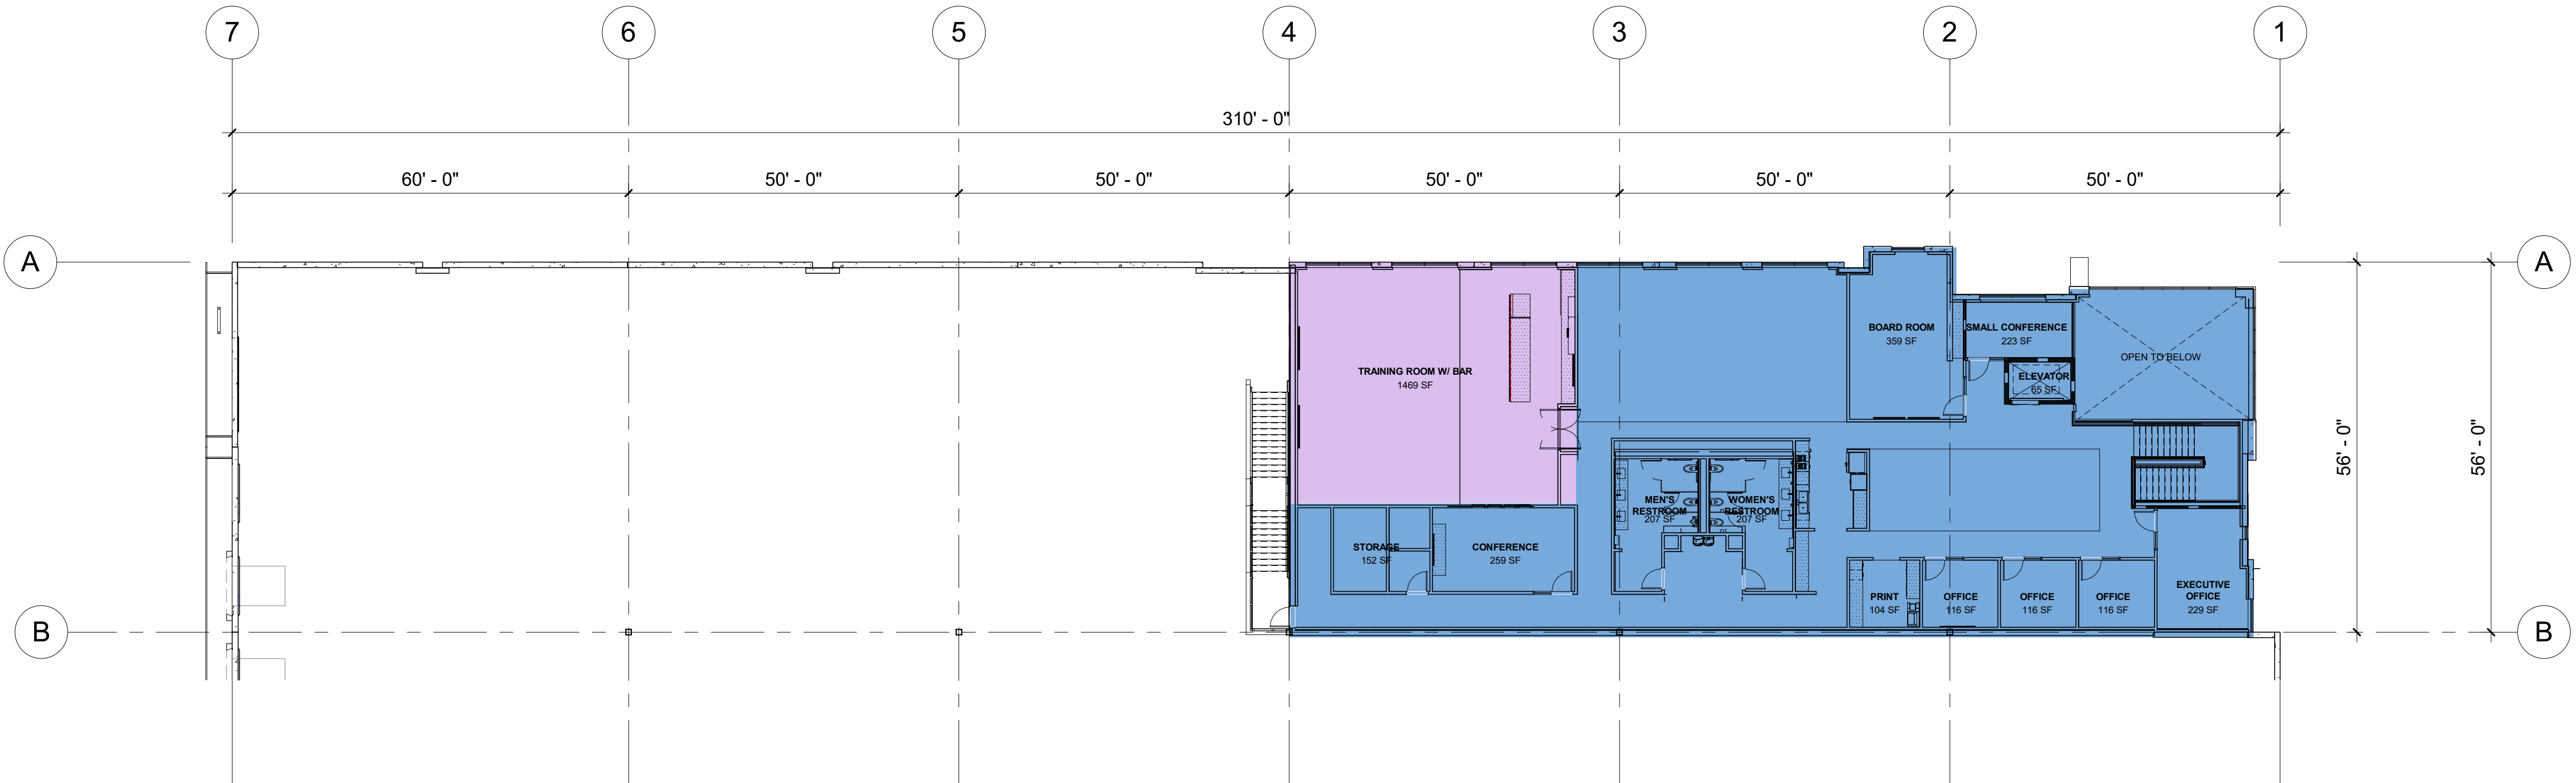 7
6
5
4
3
2
1
310' - 0"
60' - 0"
50' - 0"
50' - 0"
50' - 0"
50' - 0"
50' - 0"
A
A
BOARD ROOM
359 SF
SMALL CONFERENCE
223 SF
OPEN TO BELOW
TRAINING ROOM W/ BAR
1469 SF
ELEVATOR
65 SF
56' - 0"
56' - 0"
MEN'S
RESTROOM
207 SF
WOMEN'S
RESTROOM
207 SF
STORAGE
152 SF
CONFERENCE
259 SF
PRINT
104 SF
OFFICE
116 SF
OFFICE
116 SF
OFFICE
116 SF
EXECUTIVE
OFFICE
229 SF
B
B